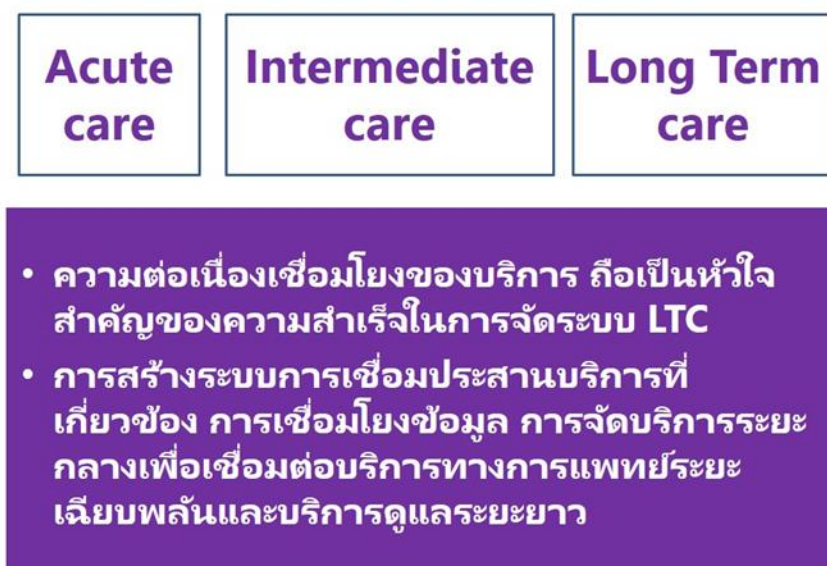 Acute
care
Intermediate
care
Long Term
care
• ความต่อเนื่องเชื่อมโยงของบริการ ถือเป็นหัวใจ
สำคัญของความสำเร็จในการจัดระบบ LTC
• การสร้างระบบการเชื่อมประสานบริการที่
เกี่ยวข้อง การเชื่อมโยงข้อมูล การจัดบริการระยะ
กลางเพื่อเชื่อมต่อบริการทางการแพทย์ระยะ
เฉียบพลันและบริการดูแลระยะยาว